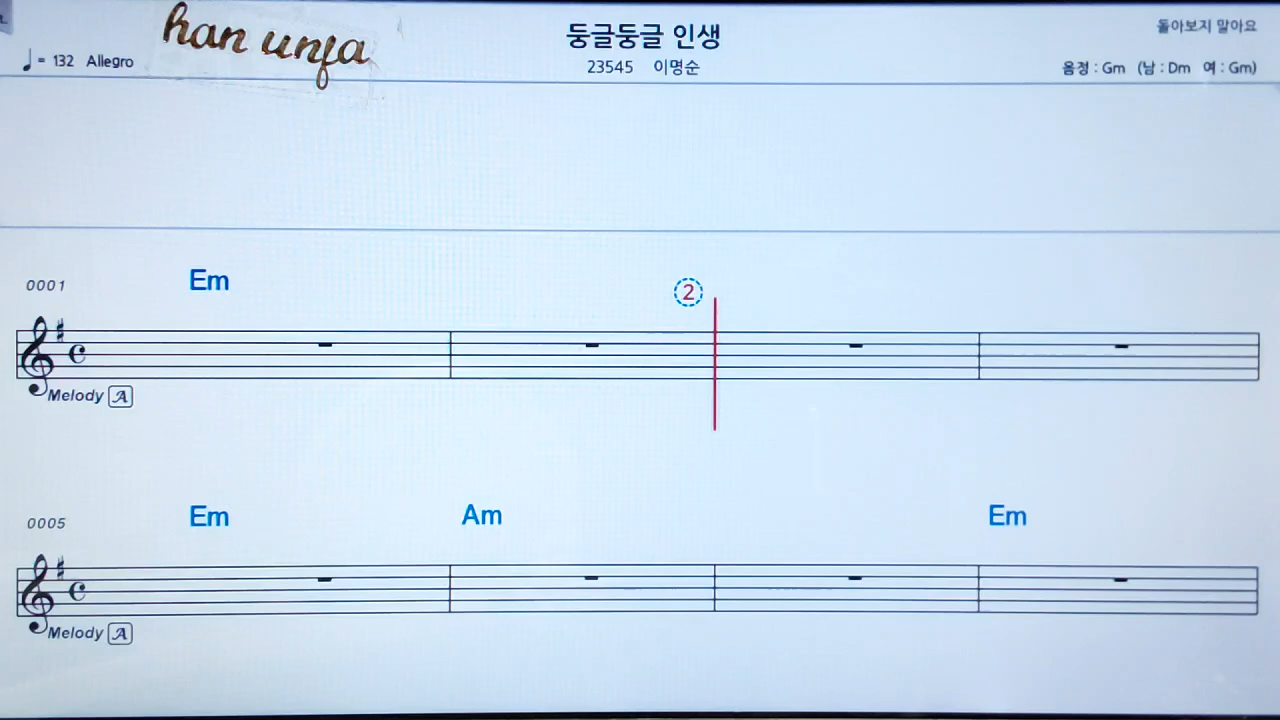 han unfa
둥글둥글 인생
돌아보지 말아요
♩ = 132 Allegro
23545 이명순
음정 : Gm (남 : Dm 여 : Gm)
0001
Em
2
Melody A
0005
Em Am Em
Melody A